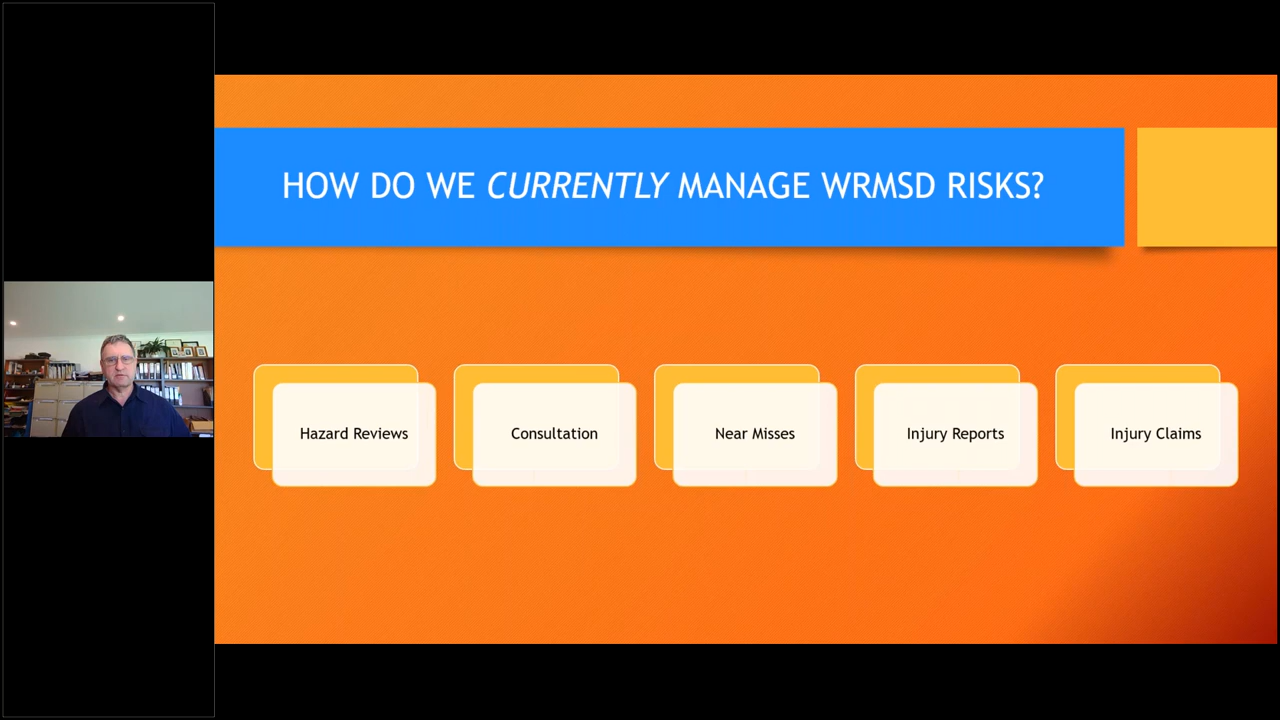 HOW DO WE CURRENTLY MANAGE WRMSD RISKS?
Hazard Reviews
Consultation
Near Misses
Injury Reports
Injury Claims